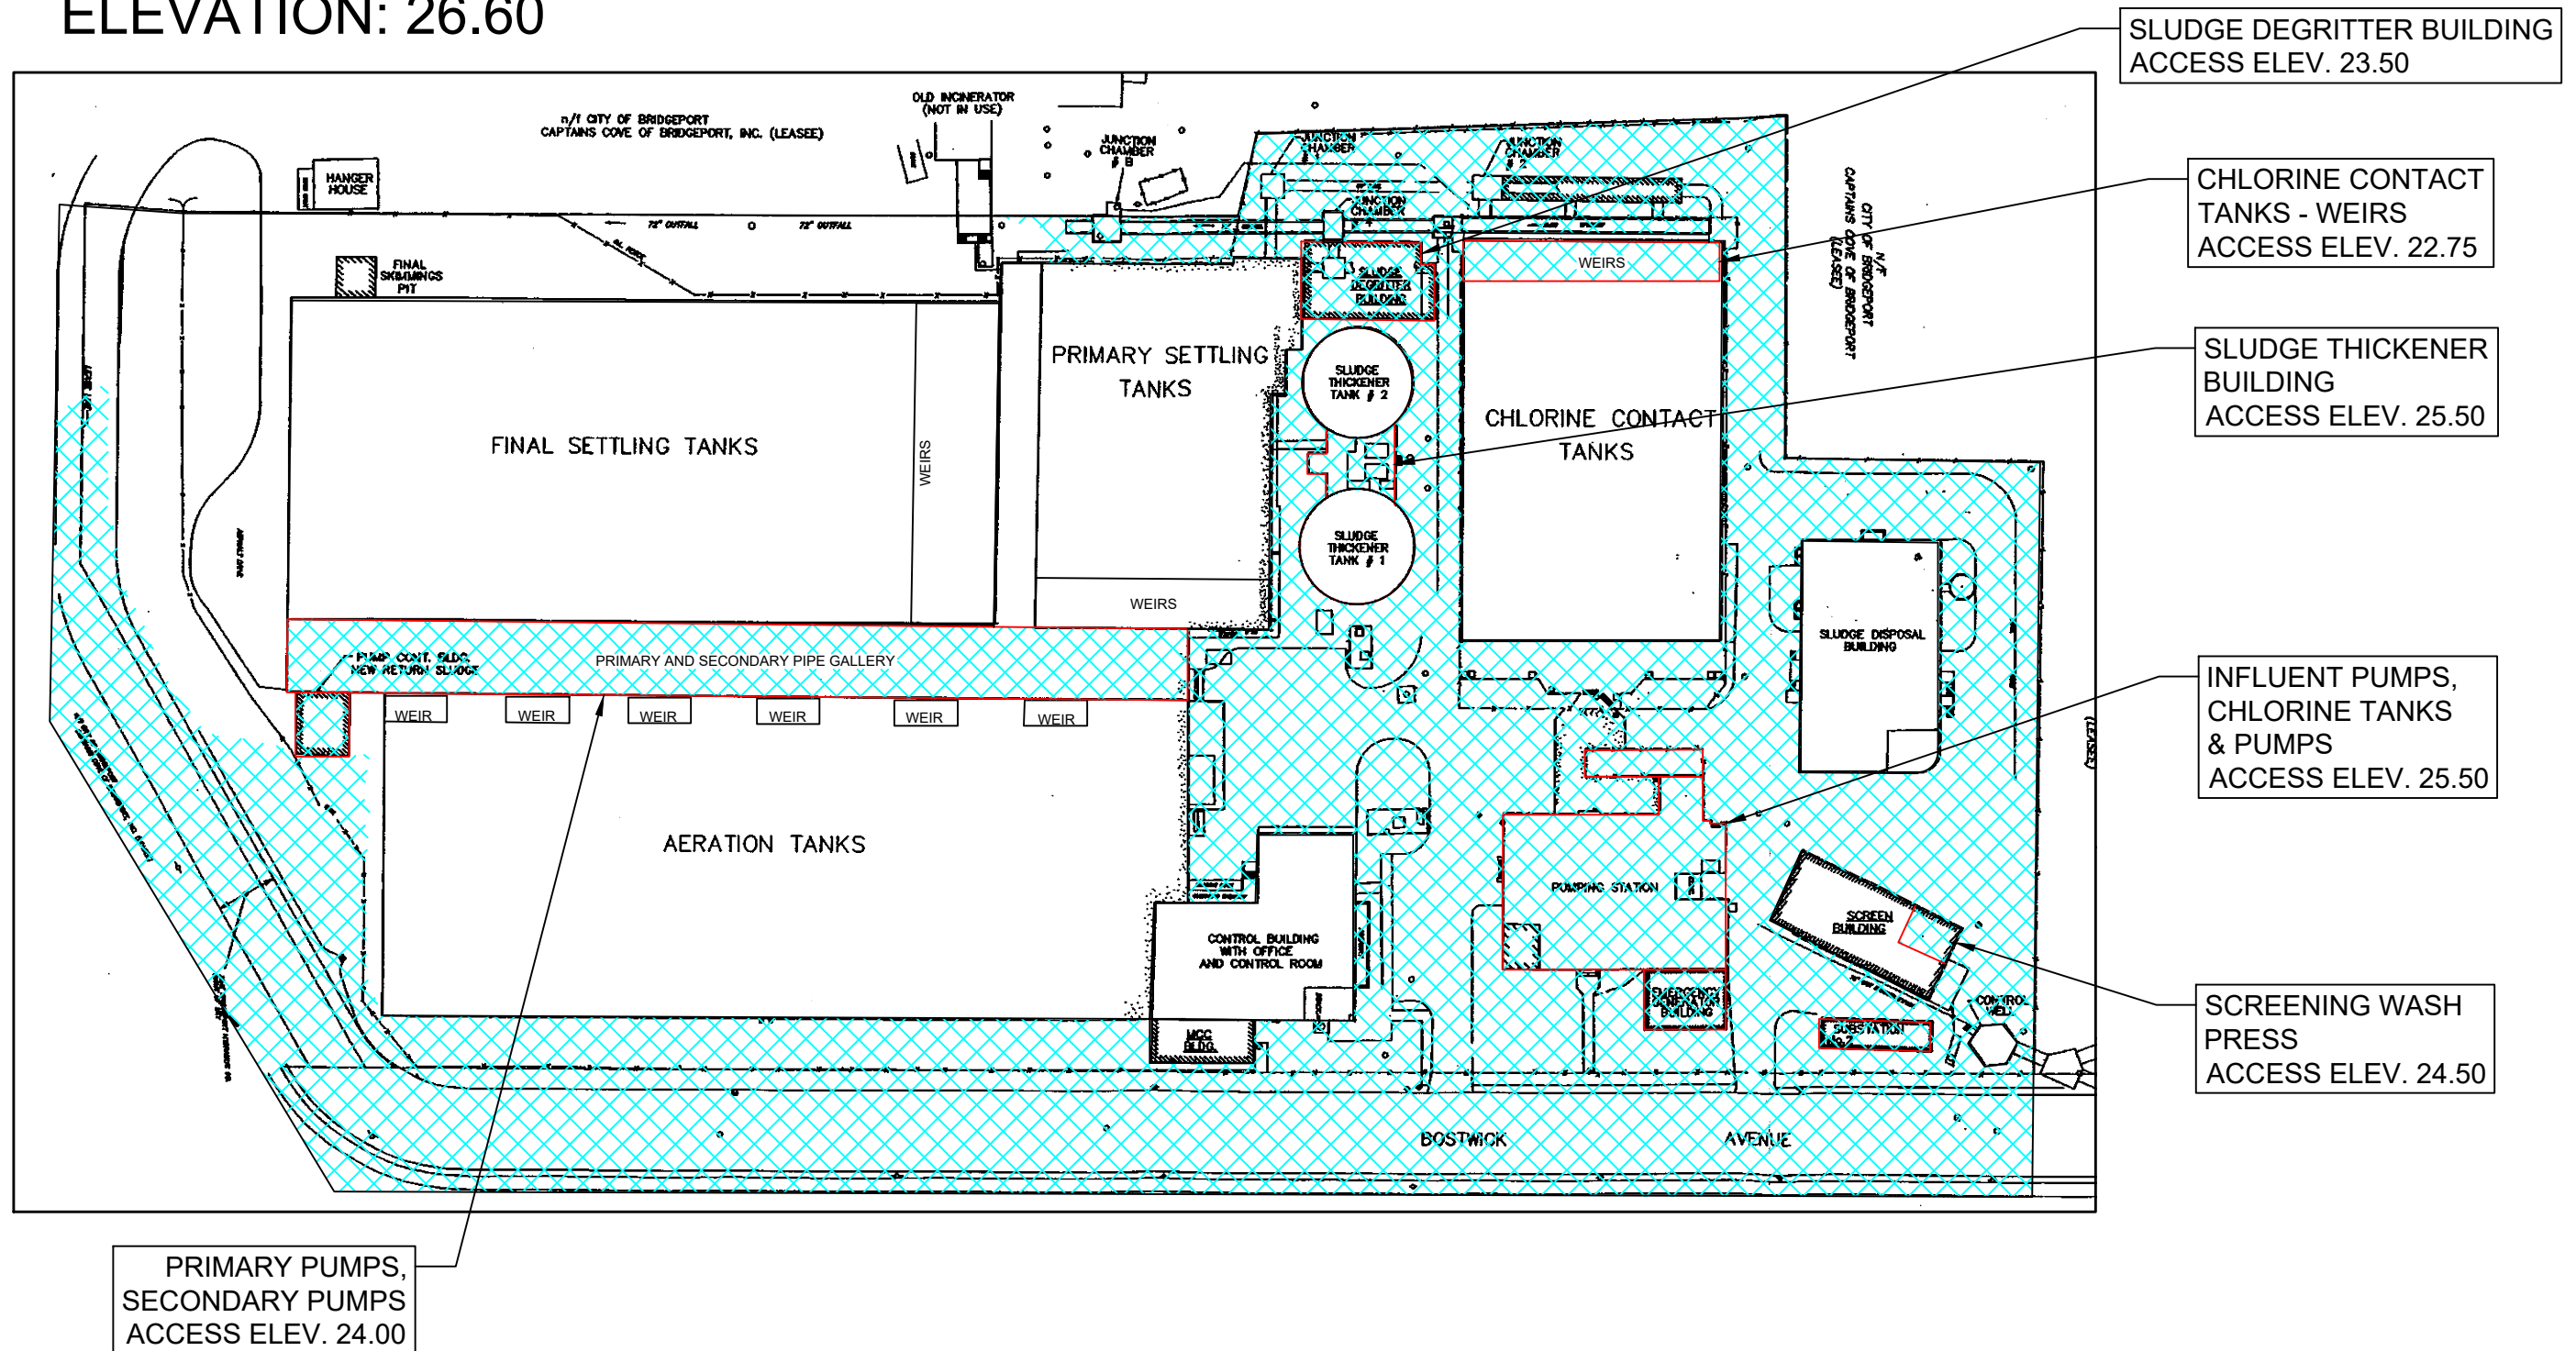 ELEVATION: 26.60
SLUDGE DEGRITTER BUILDING
ACCESS ELEV. 23.50
CHLORINE CONTACT
TANKS - WEIRS
ACCESS ELEV. 22.75
SLUDGE THICKENER
BUILDING
ACCESS ELEV. 25.50
INFLUENT PUMPS,
CHLORINE TANKS
& PUMPS
ACCESS ELEV. 25.50
SCREENING WASH
PRESS
ACCESS ELEV. 24.50
PRIMARY PUMPS,
SECONDARY PUMPS
ACCESS ELEV. 24.00
n/f CITY OF BRIDGEPORT
CAPTAINS COVE OF BRIDGEPORT, INC. (LEASEE)
OLD INCINERATOR
(NOT IN USE)
JUNCTION
CHAMBER
# B
JUNCTION
CHAMBER
JUNCTION
CHAMBER
JUNCTION
CHAMBER
HANGER
HOUSE
72" OUTFALL
72" OUTFALL
FINAL
SKIMMINGS
PIT
N/F
CITY OF BRIDGEPORT
CAPTAINS COVE OF BRIDGEPORT
(LEASEE)
SLUDGE
DEGRITTER
BUILDING
WEIRS
PRIMARY SETTLING
TANKS
SLUDGE
THICKENER
TANK # 2
CHLORINE CONTACT
TANKS
FINAL SETTLING TANKS
WEIRS
SLUDGE
THICKENER
TANK # 1
WEIRS
ASPHALT DRIVE
SLUDGE DISPOSAL
BUILDING
PUMP CONT. BLDG.
NEW RETURN SLUDGE
PRIMARY AND SECONDARY PIPE GALLERY
WEIR
WEIR
WEIR
WEIR
WEIR
WEIR
(LEASEE)
AERATION TANKS
PUMPING STATION
SCREEN
BUILDING
CONTROL BUILDING
WITH OFFICE
AND CONTROL ROOM
EMERGENCY
GENERATOR
BUILDING
CONTROL
WELL
SUBSTATION
MCC
BLDG.
BOSTWICK AVENUE